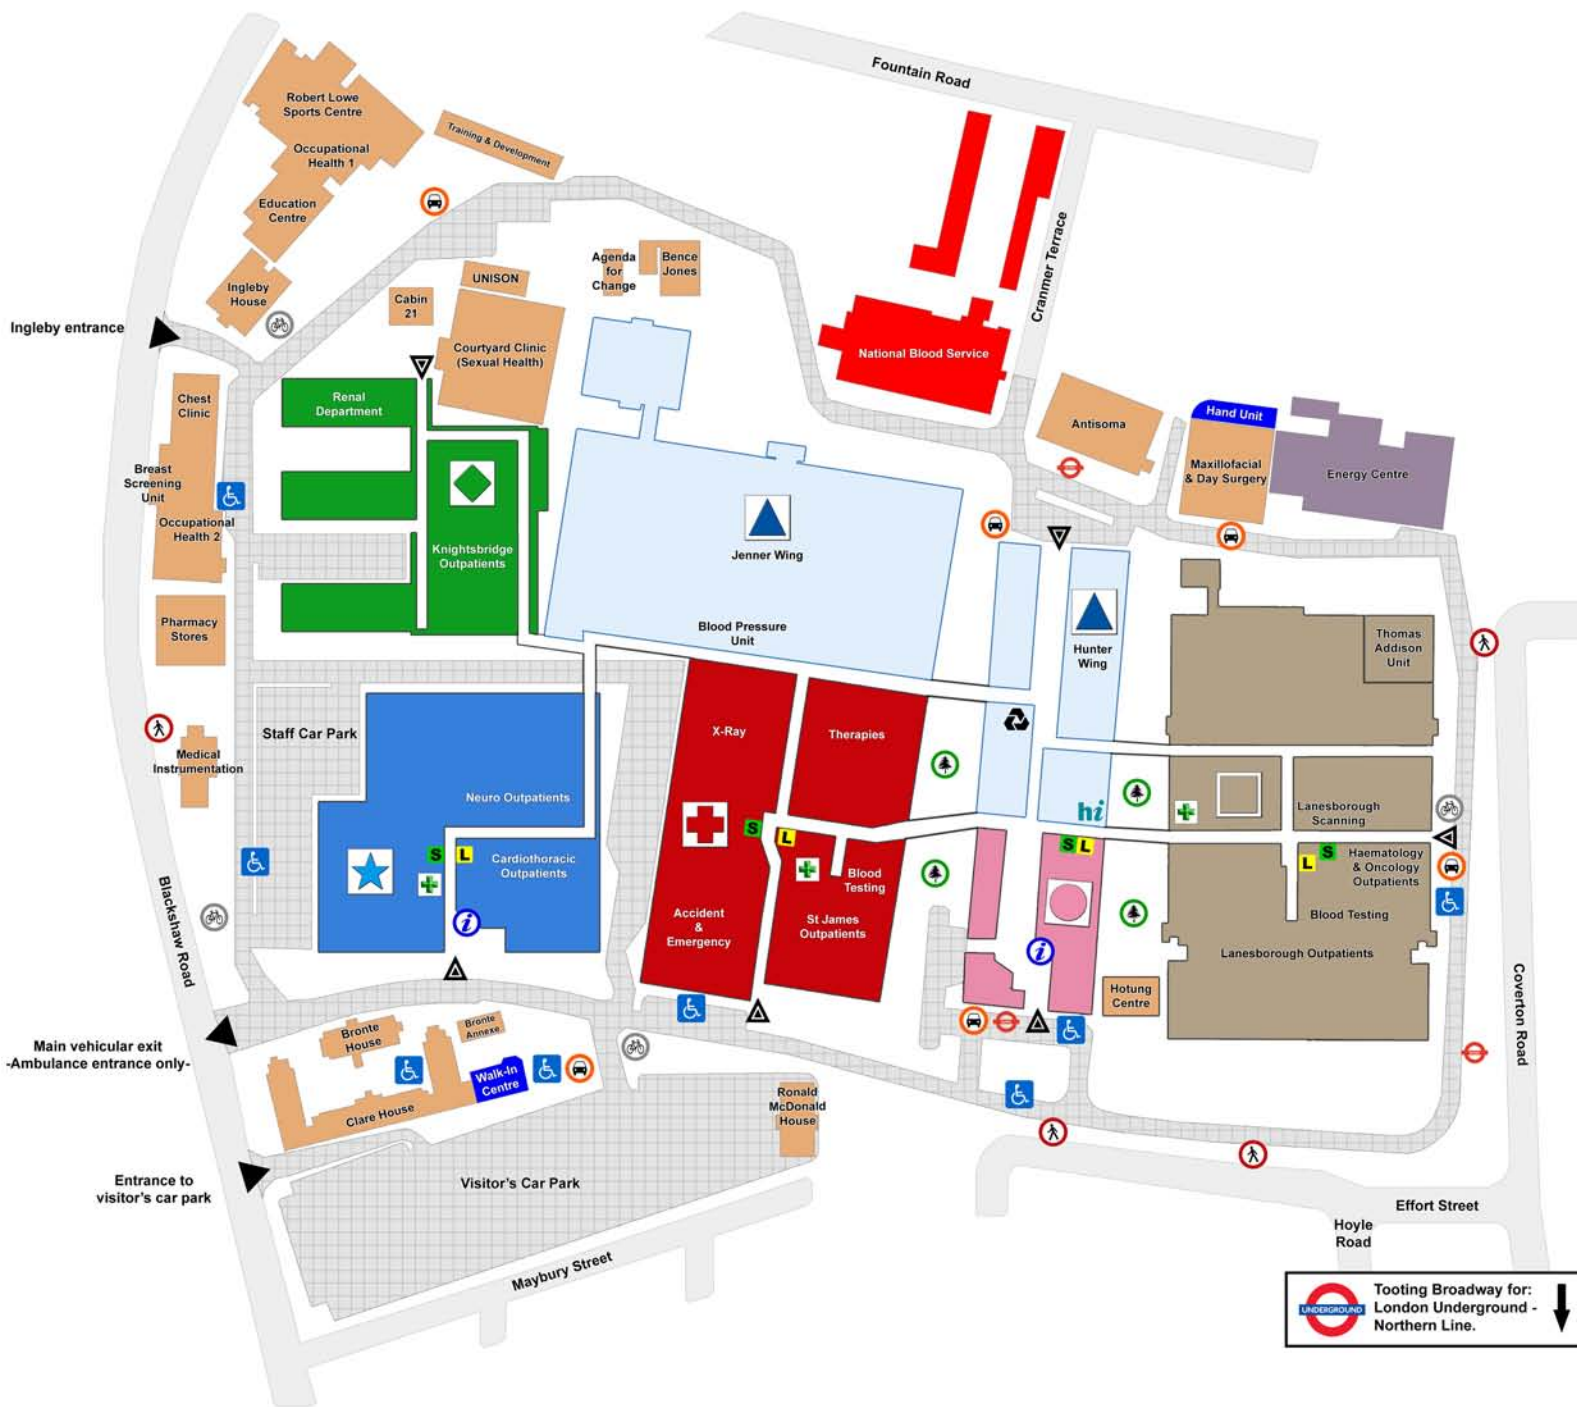 Fountain Road
Robert Lowe
Sports Centre
Occupational
Health 1
Training & Development
Education
Centre
Cranmer Terrace
Ingleby
House
Ingleby entrance
UNISON
Cabin
21
Agenda
for
Change
Bence
Jones
Courtyard Clinic
(Sexual Health)
National Blood Service
Chest
Clinic
Renal
Department
Antisoma
Hand Unit
Maxillofacial
& Day Surgery
Energy Centre
Breast
Screening
Unit
Occupational
Health 2
Knightsbridge
Outpatients
Jenner Wing
Blood Pressure
Unit
Pharmacy
Stores
Hunter
Wing
Thomas
Addison
Unit
Staff Car Park
X-Ray
Therapies
Medical
Instrumentation
Neuro Outpatients
hi
Lanesborough
Scanning
S
L
S
L
S
L
S
L
Cardiothoracic
Outpatients
Blood
Testing
Haematology
& Oncology
Outpatients
Blackshaw Road
i
Accident
&
Emergency
St James
Outpatients
Blood Testing
i
Lanesborough Outpatients
Hotung
Centre
Coverton Road
Main vehicular exit
-Ambulance entrance only-
Bronte
House
Bronte
Annexe
Walk-In
Centre
Clare House
Ronald
McDonald
House
Entrance to
visitor's car park
Visitor's Car Park
Effort Street
Hoyle
Road
Maybury Street
UNDERGROUND
Tooting Broadway for:
London Underground -
Northern Line.